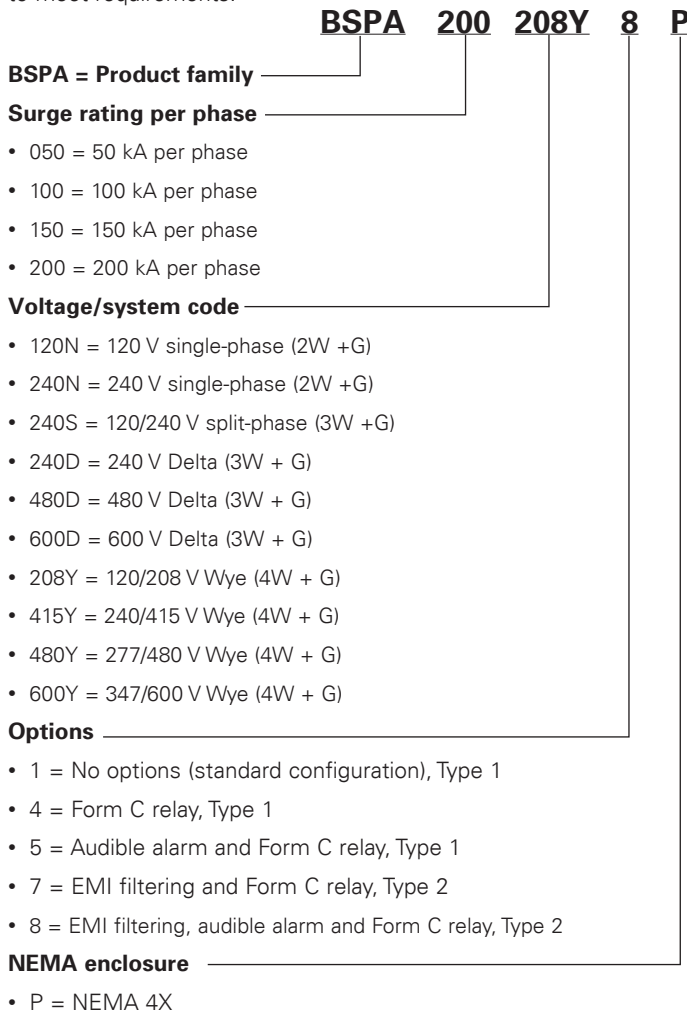 to meet requirements.
BSPA 200 208Y 8 P
BSPA = Product family
Surge rating per phase
• 050 = 50 kA per phase
• 100 = 100 kA per phase
• 150 = 150 kA per phase
• 200 = 200 kA per phase
Voltage/system code
• 120N = 120 V single-phase (2W +G)
• 240N = 240 V single-phase (2W +G)
• 240S = 120/240 V split-phase (3W +G)
• 240D = 240 V Delta (3W + G)
• 480D = 480 V Delta (3W + G)
• 600D = 600 V Delta (3W + G)
• 208Y = 120/208 V Wye (4W + G)
• 415Y = 240/415 V Wye (4W + G)
• 480Y = 277/480 V Wye (4W + G)
• 600Y = 347/600 V Wye (4W + G)
Options
• 1 = No options (standard configuration), Type 1
• 4 = Form C relay, Type 1
• 5 = Audible alarm and Form C relay, Type 1
• 7 = EMI filtering and Form C relay, Type 2
• 8 = EMI filtering, audible alarm and Form C relay, Type 2
NEMA enclosure
• P = NEMA 4X